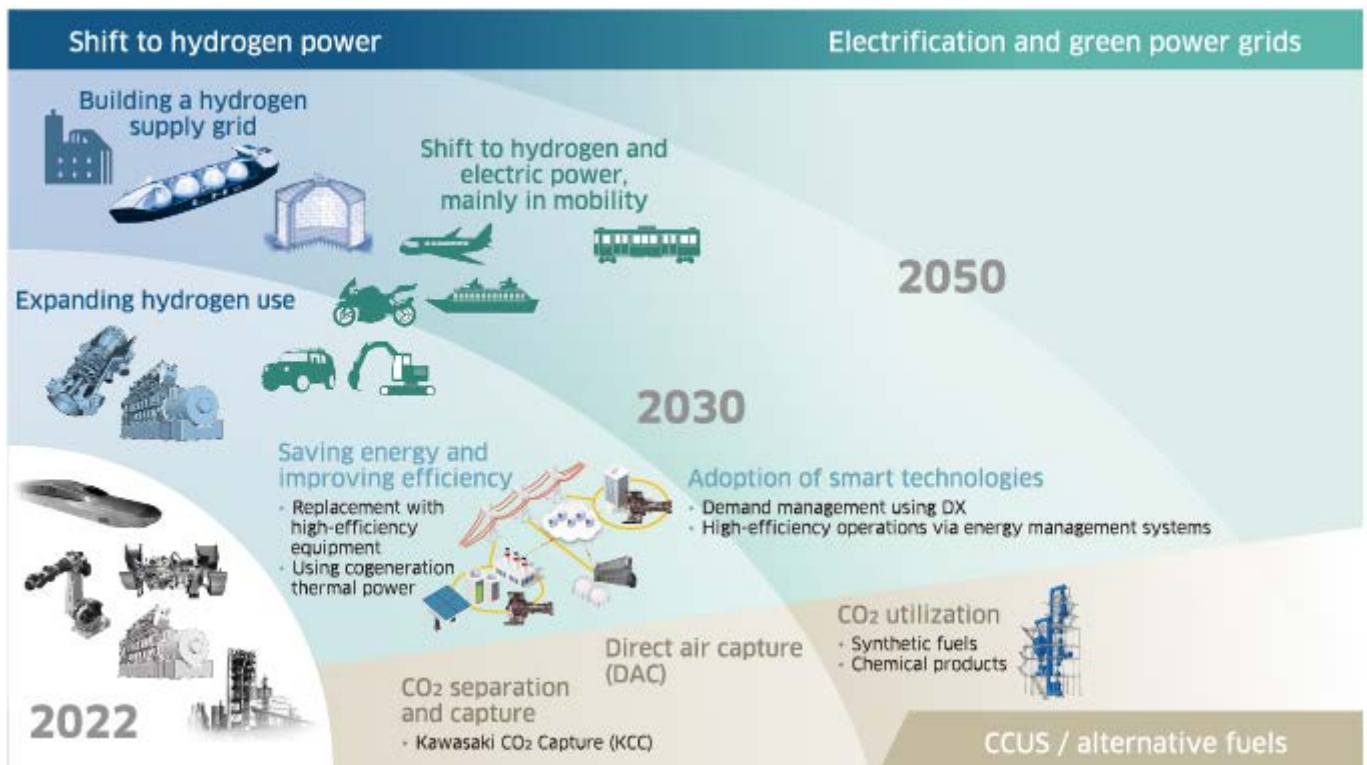 Shift to hydrogen power
Electrification and green power grids
Building a hydrogen
supply grid
Shift to hydrogen and
electric power,
mainly in mobility
2050
Expanding hydrogen use
2030
Saving energy and
improving efficiency
• Replacement with
high-efficiency
equipment
• Using cogeneration
thermal power
Adoption of smart technologies
• Demand management using DX
• High-efficiency operations via energy management systems
CO₂ utilization
• Synthetic fuels
• Chemical products
Direct air capture
(DAC)
CO₂ separation
and capture
• Kawasaki CO₂ Capture (KCC)
2022
CCUS / alternative fuels